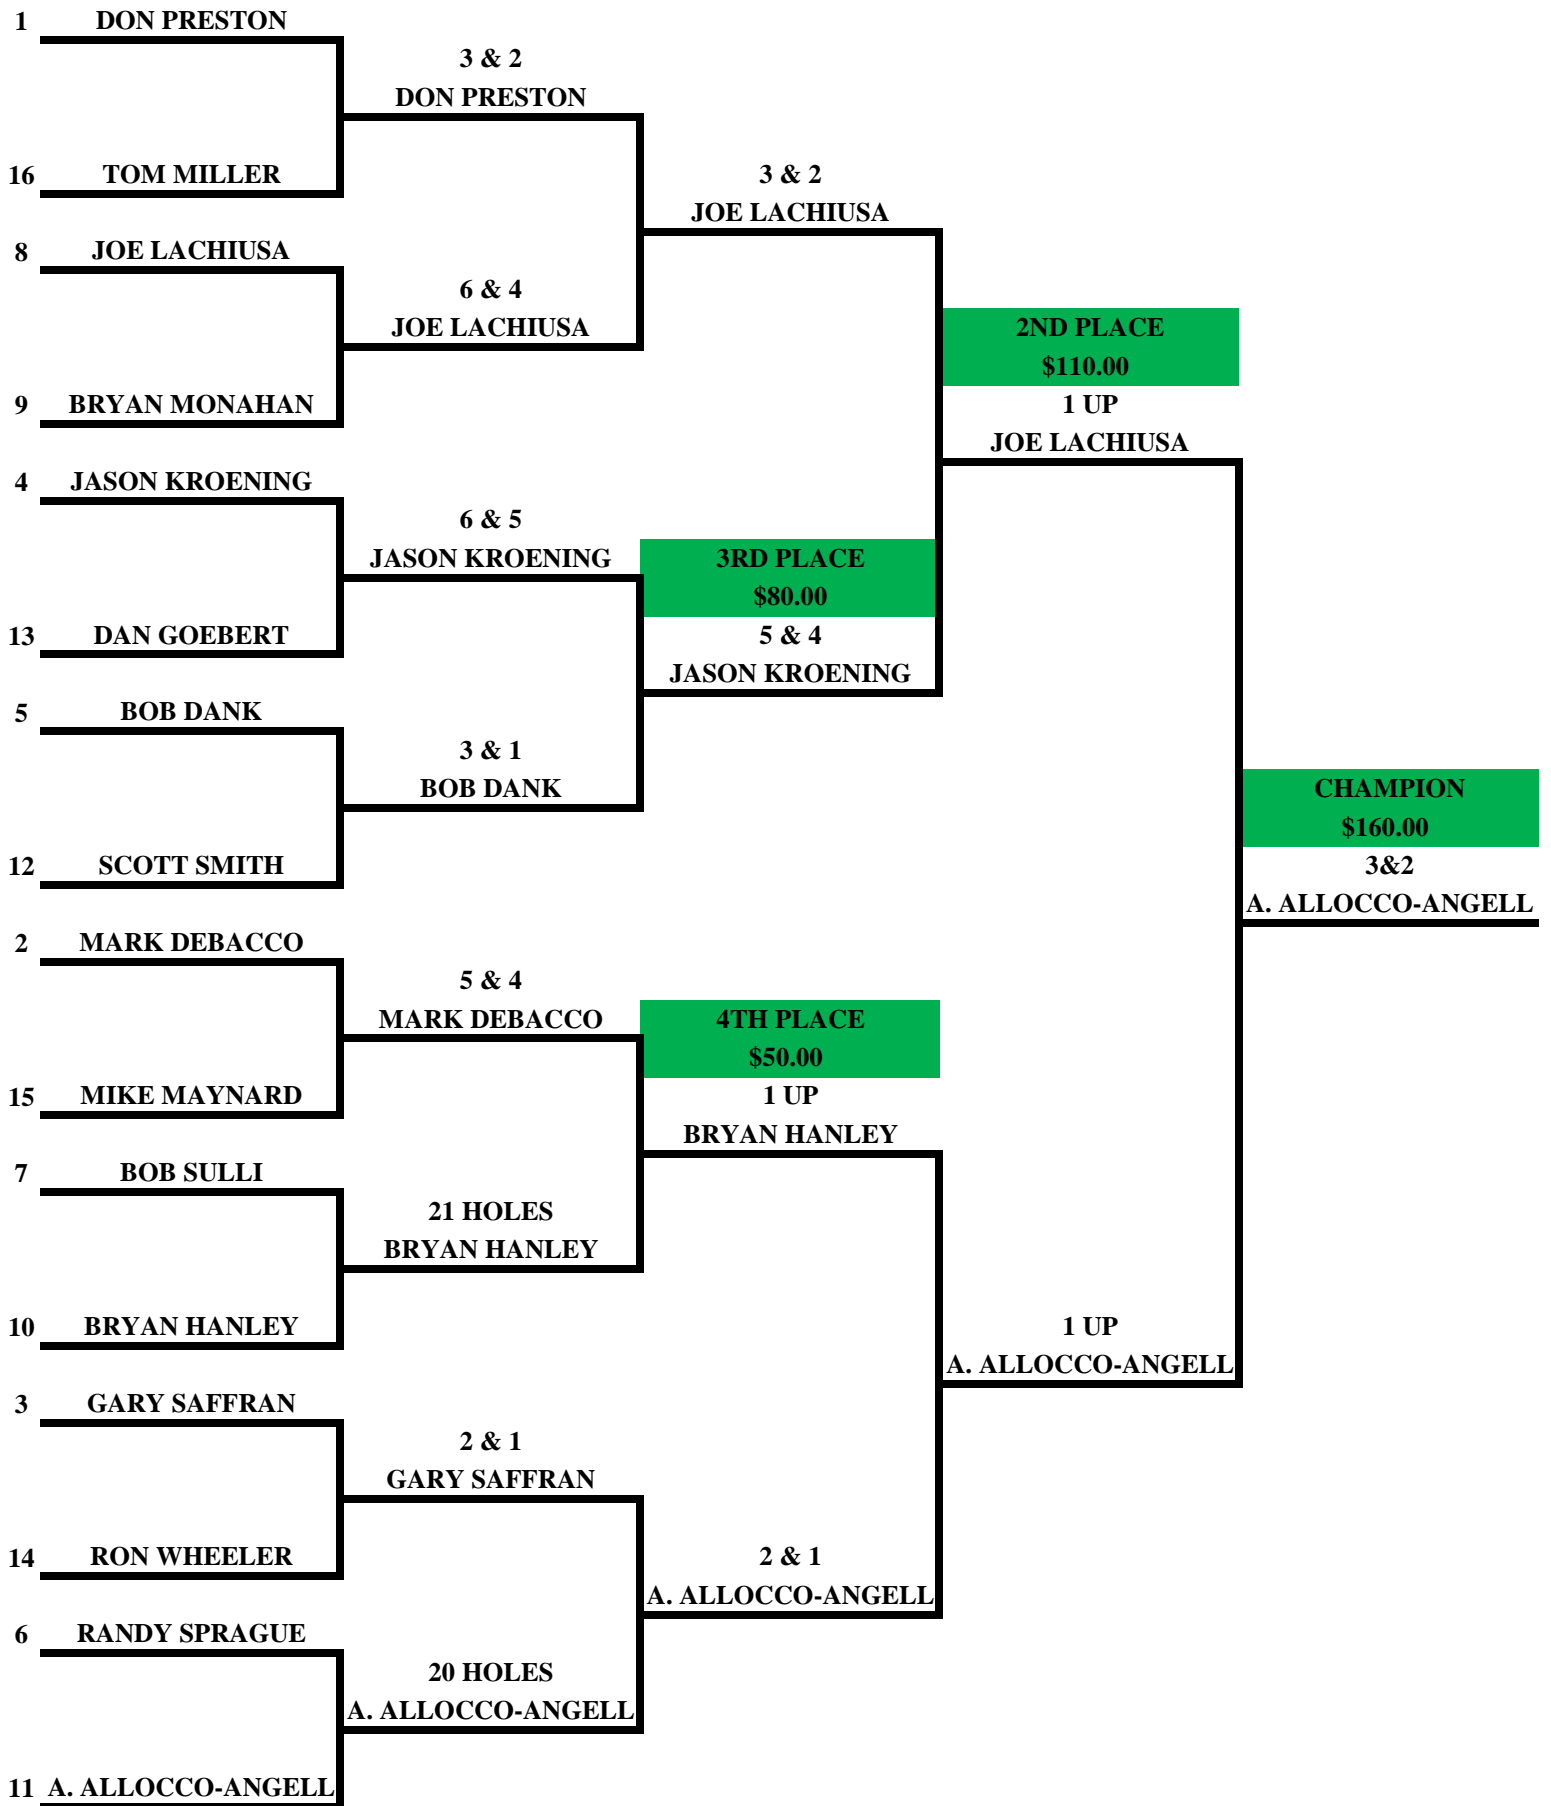 1 DON PRESTON
3 & 2
DON PRESTON
16 TOM MILLER
3 & 2
JOE LACHIUSA
8 JOE LACHIUSA
6 & 4
JOE LACHIUSA
2ND PLACE
$110.00
9 BRYAN MONAHAN
1 UP
JOE LACHIUSA
4 JASON KROENING
6 & 5
JASON KROENING
3RD PLACE
$80.00
13 DAN GOEBERT
5 & 4
JASON KROENING
5 BOB DANK
3 & 1
BOB DANK
CHAMPION
$160.00
12 SCOTT SMITH
3&2
A. ALLOCCO-ANGELL
2 MARK DEBACCO
5 & 4
MARK DEBACCO
4TH PLACE
$50.00
15 MIKE MAYNARD
1 UP
BRYAN HANLEY
7 BOB SULLI
21 HOLES
BRYAN HANLEY
10 BRYAN HANLEY
1 UP
A. ALLOCCO-ANGELL
3 GARY SAFFRAN
2 & 1
GARY SAFFRAN
14 RON WHEELER
2 & 1
A. ALLOCCO-ANGELL
6 RANDY SPRAGUE
20 HOLES
A. ALLOCCO-ANGELL
11 A. ALLOCCO-ANGELL